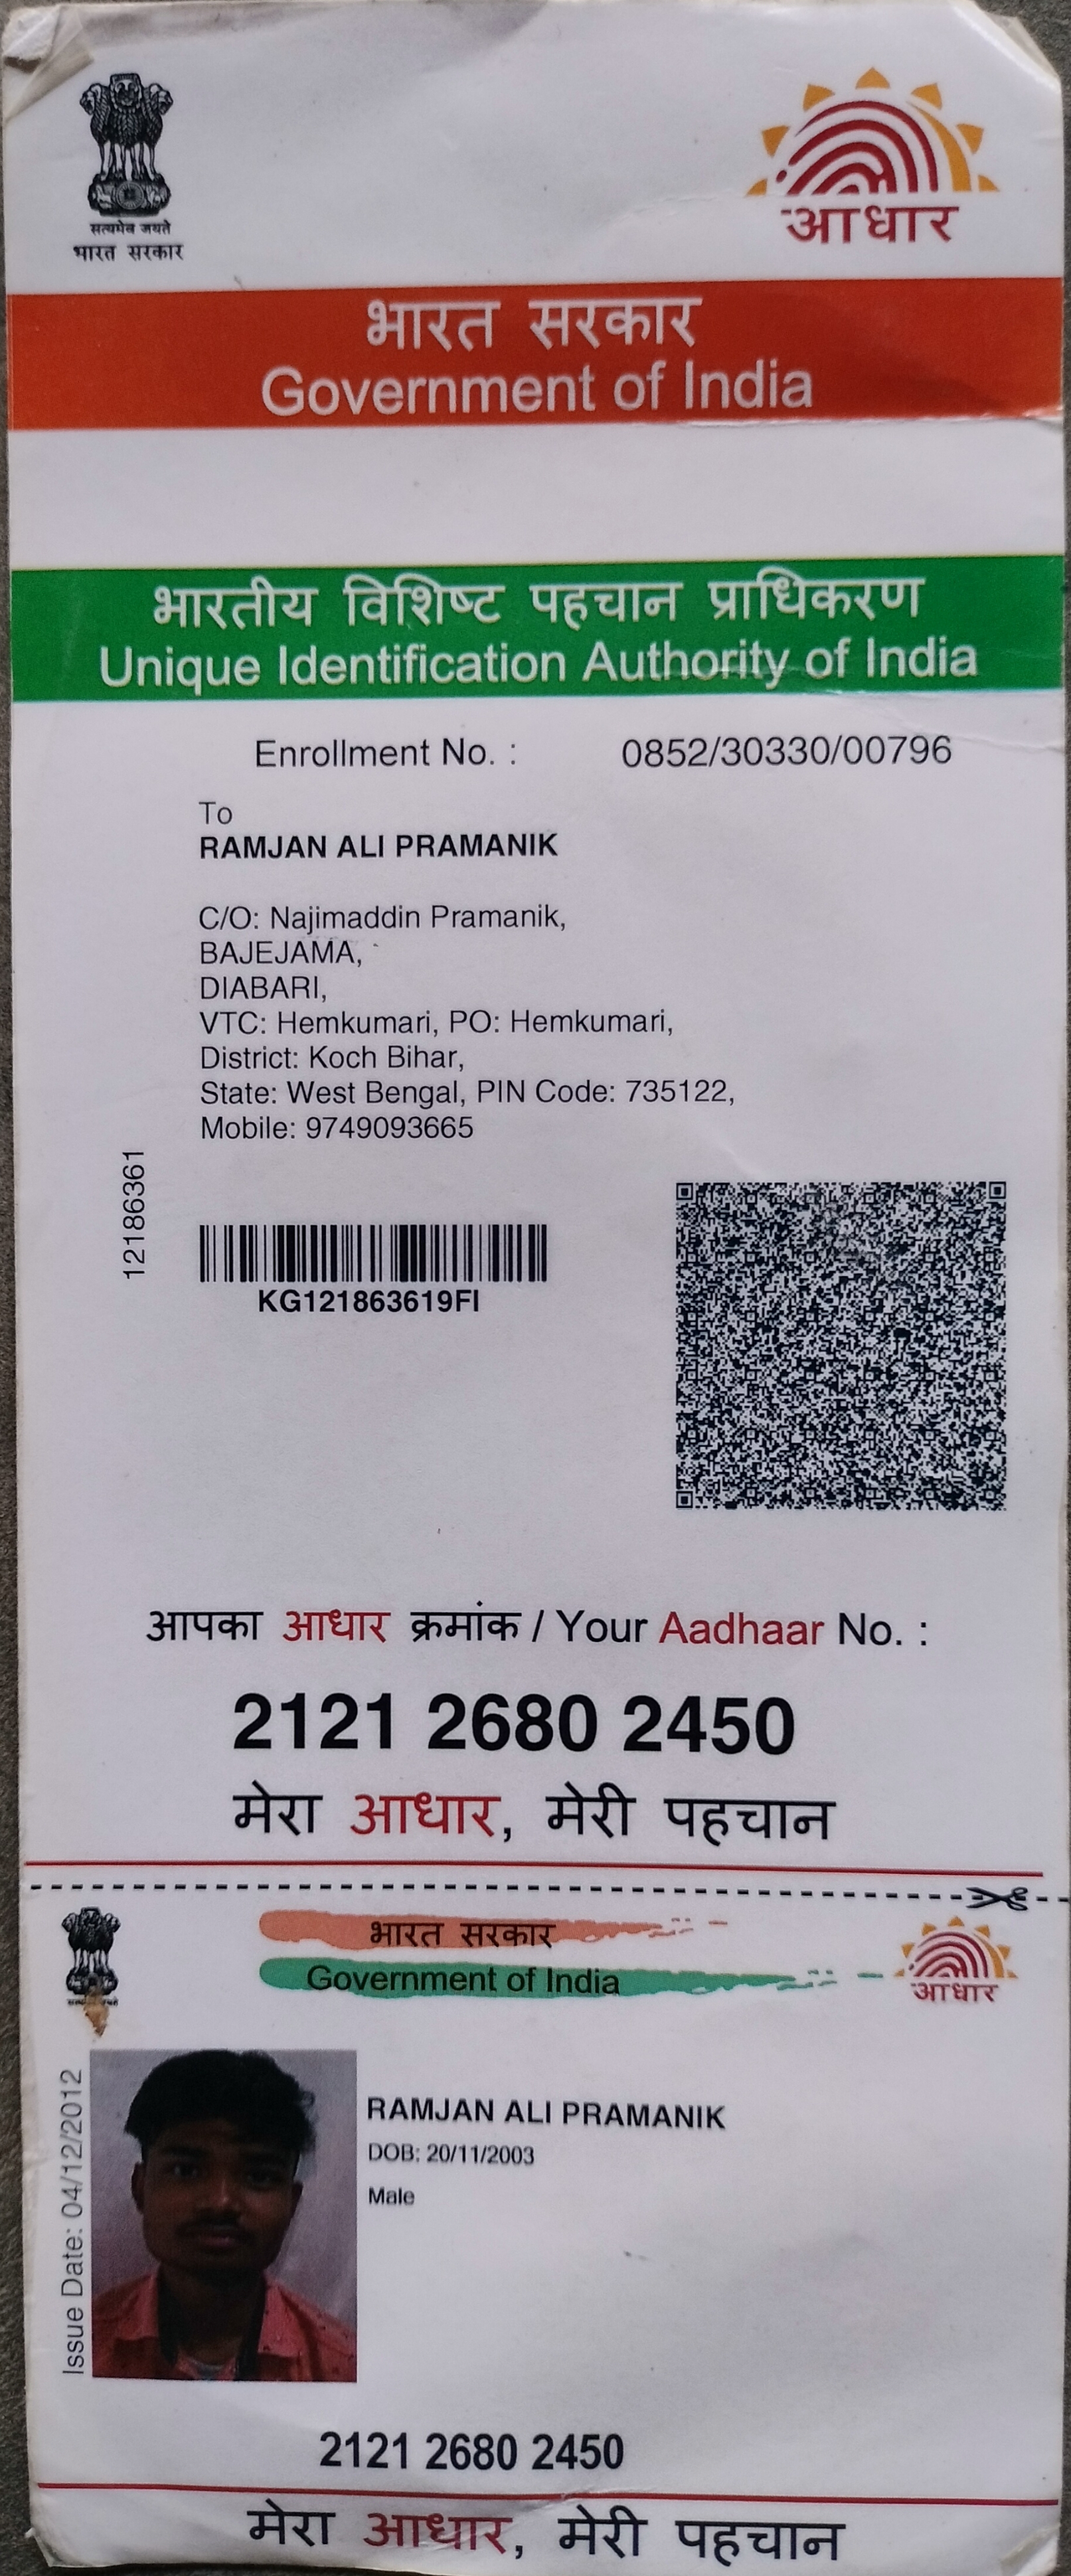 सत्यमेव जयते
भारत सरकार
आधार
भारत सरकार
Government of India
भारतीय विशिष्ट पहचान प्राधिकरण
Unique Identification Authority of India
Enrollment No. : 0852/30330/00796
To
RAMJAN ALI PRAMANIK
C/O: Najimaddin Pramanik,
BAJEJAMA,
DIABARI,
VTC: Hemkumari, PO: Hemkumari,
District: Koch Bihar,
State: West Bengal, PIN Code: 735122,
Mobile: 9749093665
12186361
KG121863619FI
आपका आधार क्रमांक / Your Aadhaar No. :
2121 2680 2450
मेरा आधार, मेरी पहचान
भारत सरकार
Government of India
आधार
Issue Date: 04/12/2012
RAMJAN ALI PRAMANIK
DOB: 20/11/2003
Male
2121 2680 2450
मेरा आधार, मेरी पहचान